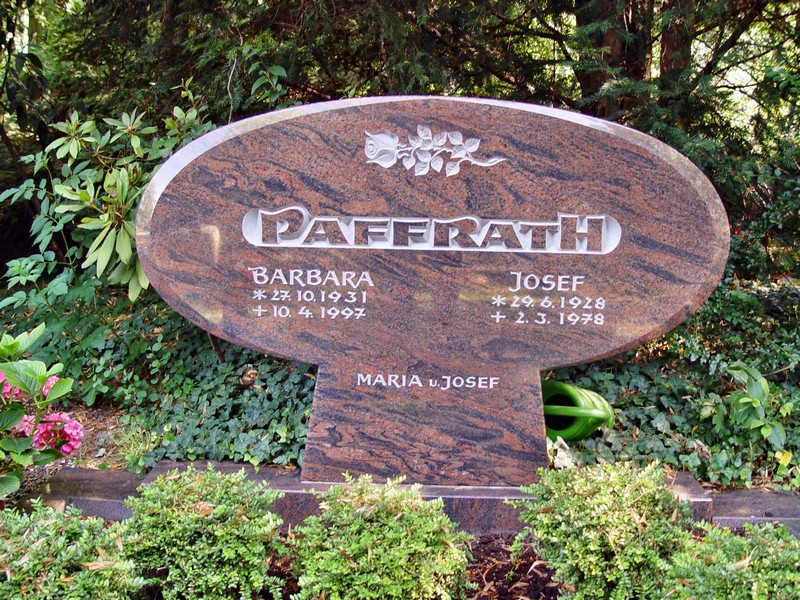 PAFFRATH
BARBARA
* 27.10.1931
+ 10.4.1997
JOSEF
* 29.6.1928
+ 2.3.1978
MARIA u. JOSEF